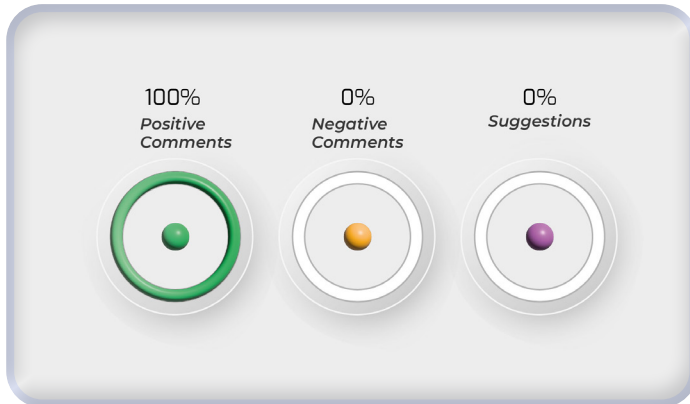 100%
Positive
Comments
0%
Negative
Comments
0%
Suggestions